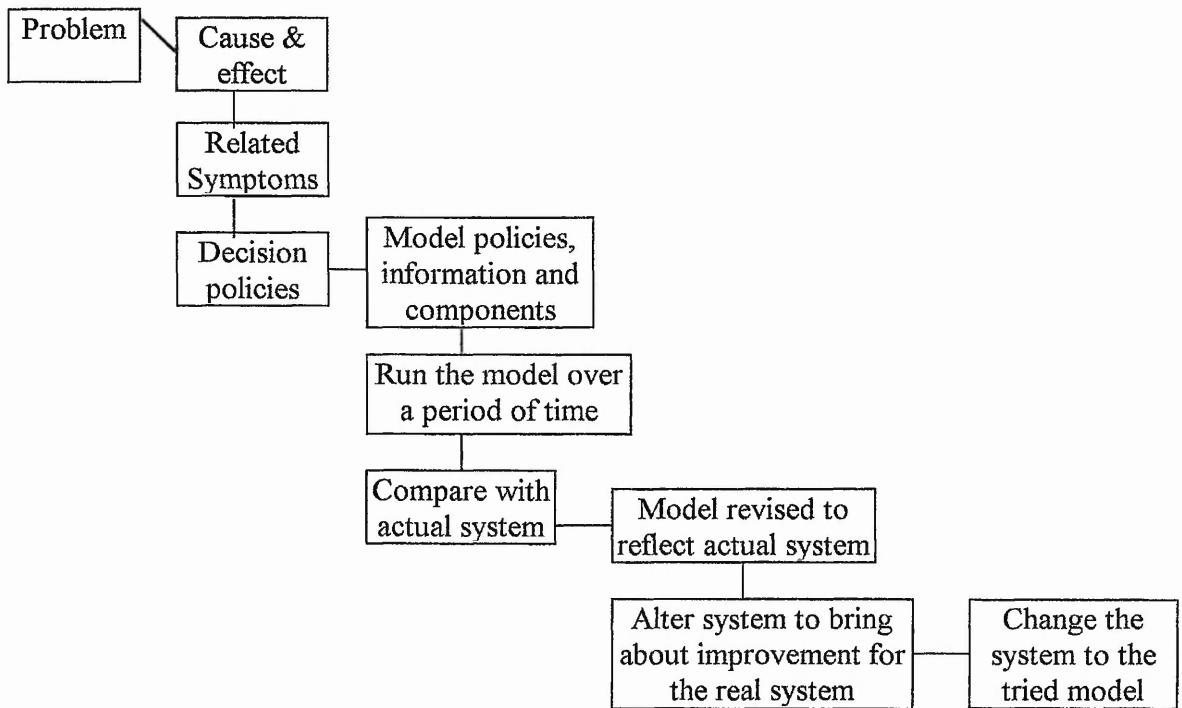 Problem
Cause &
effect
Related
Symptoms
Decision
policies
Model policies,
information and
components
Run the model over
a period of time
Compare with
actual system
Model revised to
reflect actual system
Alter system to bring
about improvement for
the real system
Change the
system to the
tried model